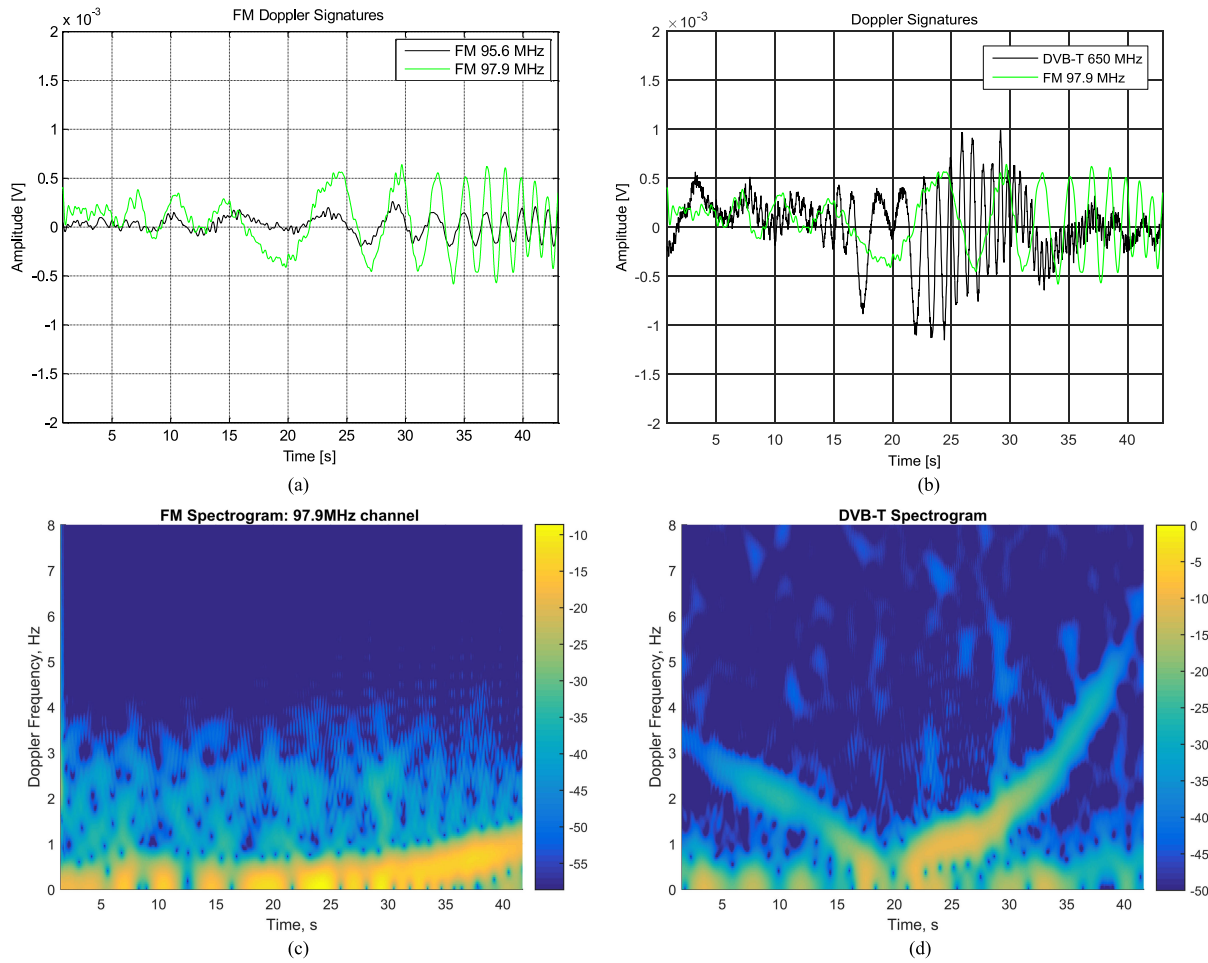 FM Doppler Signatures
× 10⁻³
2
1.5
1
0.5
0
-0.5
-1
-1.5
-2
Amplitude [V]
FM 95.6 MHz
FM 97.9 MHz
5 10 15 20 25 30 35 40
Time [s]
(a)
Doppler Signatures
×10⁻³
2
1.5
1
0.5
0
-0.5
-1
-1.5
-2
Amplitude [V]
DVB-T 650 MHz
FM 97.9 MHz
5 10 15 20 25 30 35 40
Time [s]
(b)
FM Spectrogram: 97.9MHz channel
8
7
6
5
4
3
2
1
0
Doppler Frequency, Hz
5 10 15 20 25 30 35 40
Time, s
-10
-15
-20
-25
-30
-35
-40
-45
-50
-55
(c)
DVB-T Spectrogram
8
7
6
5
4
3
2
1
0
Doppler Frequency, Hz
5 10 15 20 25 30 35 40
Time, s
0
-5
-10
-15
-20
-25
-30
-35
-40
-45
-50
(d)